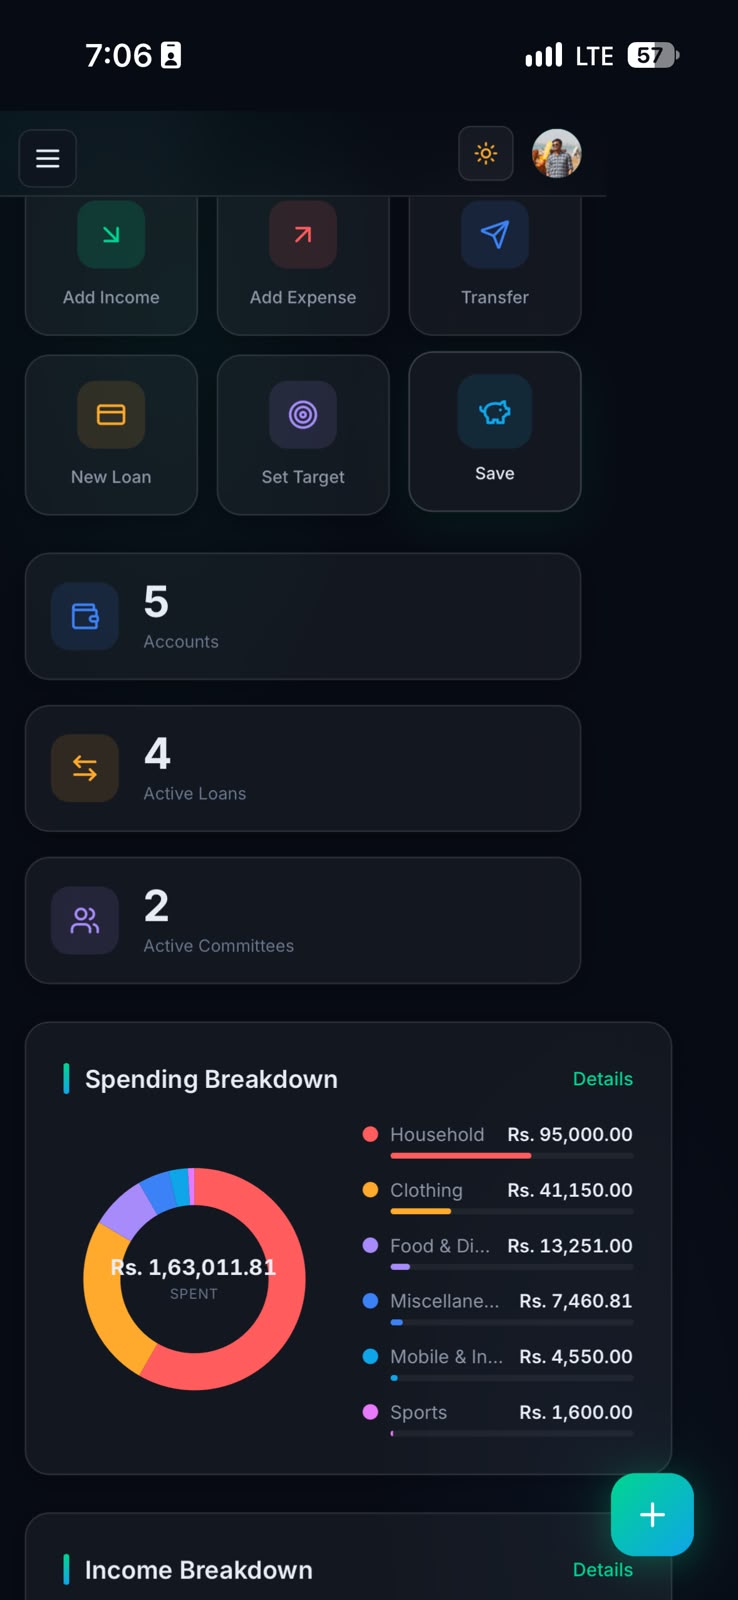 7:06
LTE 57
Add Income Add Expense Transfer
New Loan Set Target Save
5
Accounts
4
Active Loans
2
Active Committees
Spending Breakdown Details
Household Rs. 95,000.00
Clothing Rs. 41,150.00
Food & Di... Rs. 13,251.00
Miscellane... Rs. 7,460.81
Mobile & In... Rs. 4,550.00
Sports Rs. 1,600.00
Rs. 1,63,011.81
SPENT
Income Breakdown Details